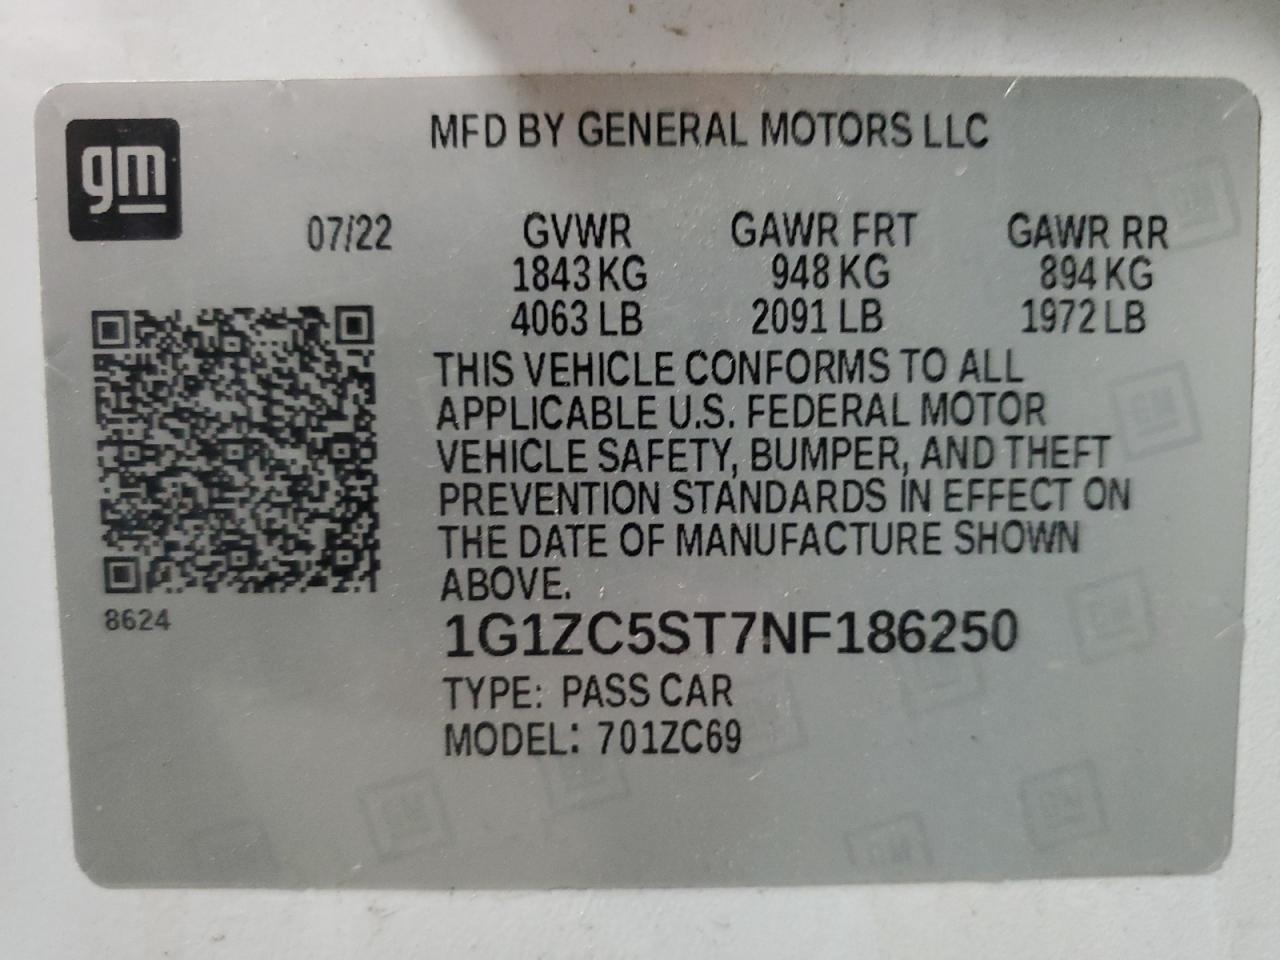 gm
MFD BY GENERAL MOTORS LLC
07/22 GVWR GAWR FRT GAWR RR
1843 KG 948 KG 894 KG
4063 LB 2091 LB 1972 LB
THIS VEHICLE CONFORMS TO ALL
APPLICABLE U.S. FEDERAL MOTOR
VEHICLE SAFETY, BUMPER, AND THEFT
PREVENTION STANDARDS IN EFFECT ON
THE DATE OF MANUFACTURE SHOWN
ABOVE.
8624
1G1ZC5ST7NF186250
TYPE: PASS CAR
MODEL: 701ZC69